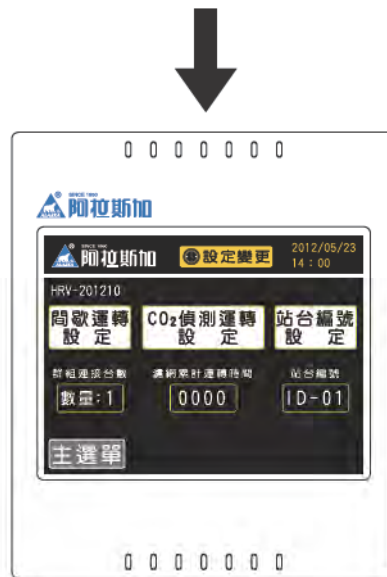 SINCE 1990
阿拉斯加
SINCE 1990
阿拉斯加 設定變更 2012/05/23
14:00
HRV-201210
間歇運轉 CO₂偵測運轉 站台編號
設 定 設 定 設 定
群組連接台數 濾網累計運轉時間 站台編號
數量:1 0000 ID-01
主選單